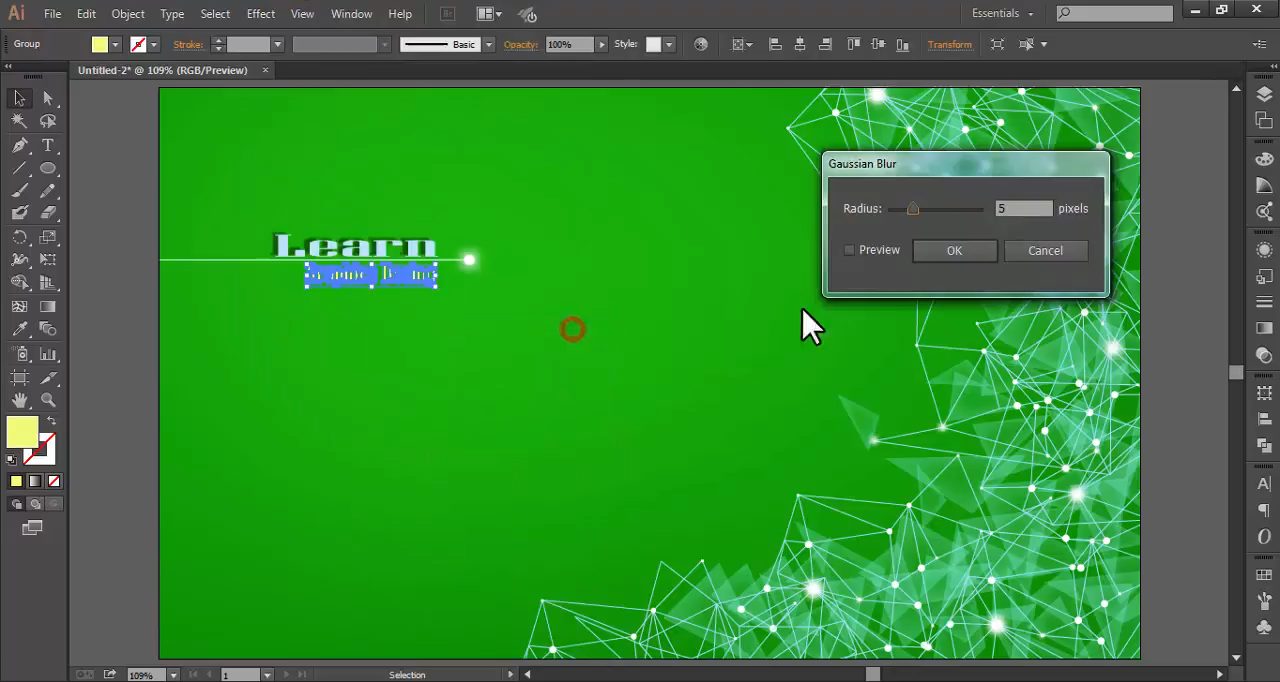 Ai File Edit Object Type Select Effect View Window Help Br Essentials
Group Stroke: Basic Opacity: 100% Style: Transform
Untitled-2* @ 109% (RGB/Preview) ×
Gaussian Blur
Radius: 5 pixels
Preview OK Cancel
Learn
109% 1 Selection